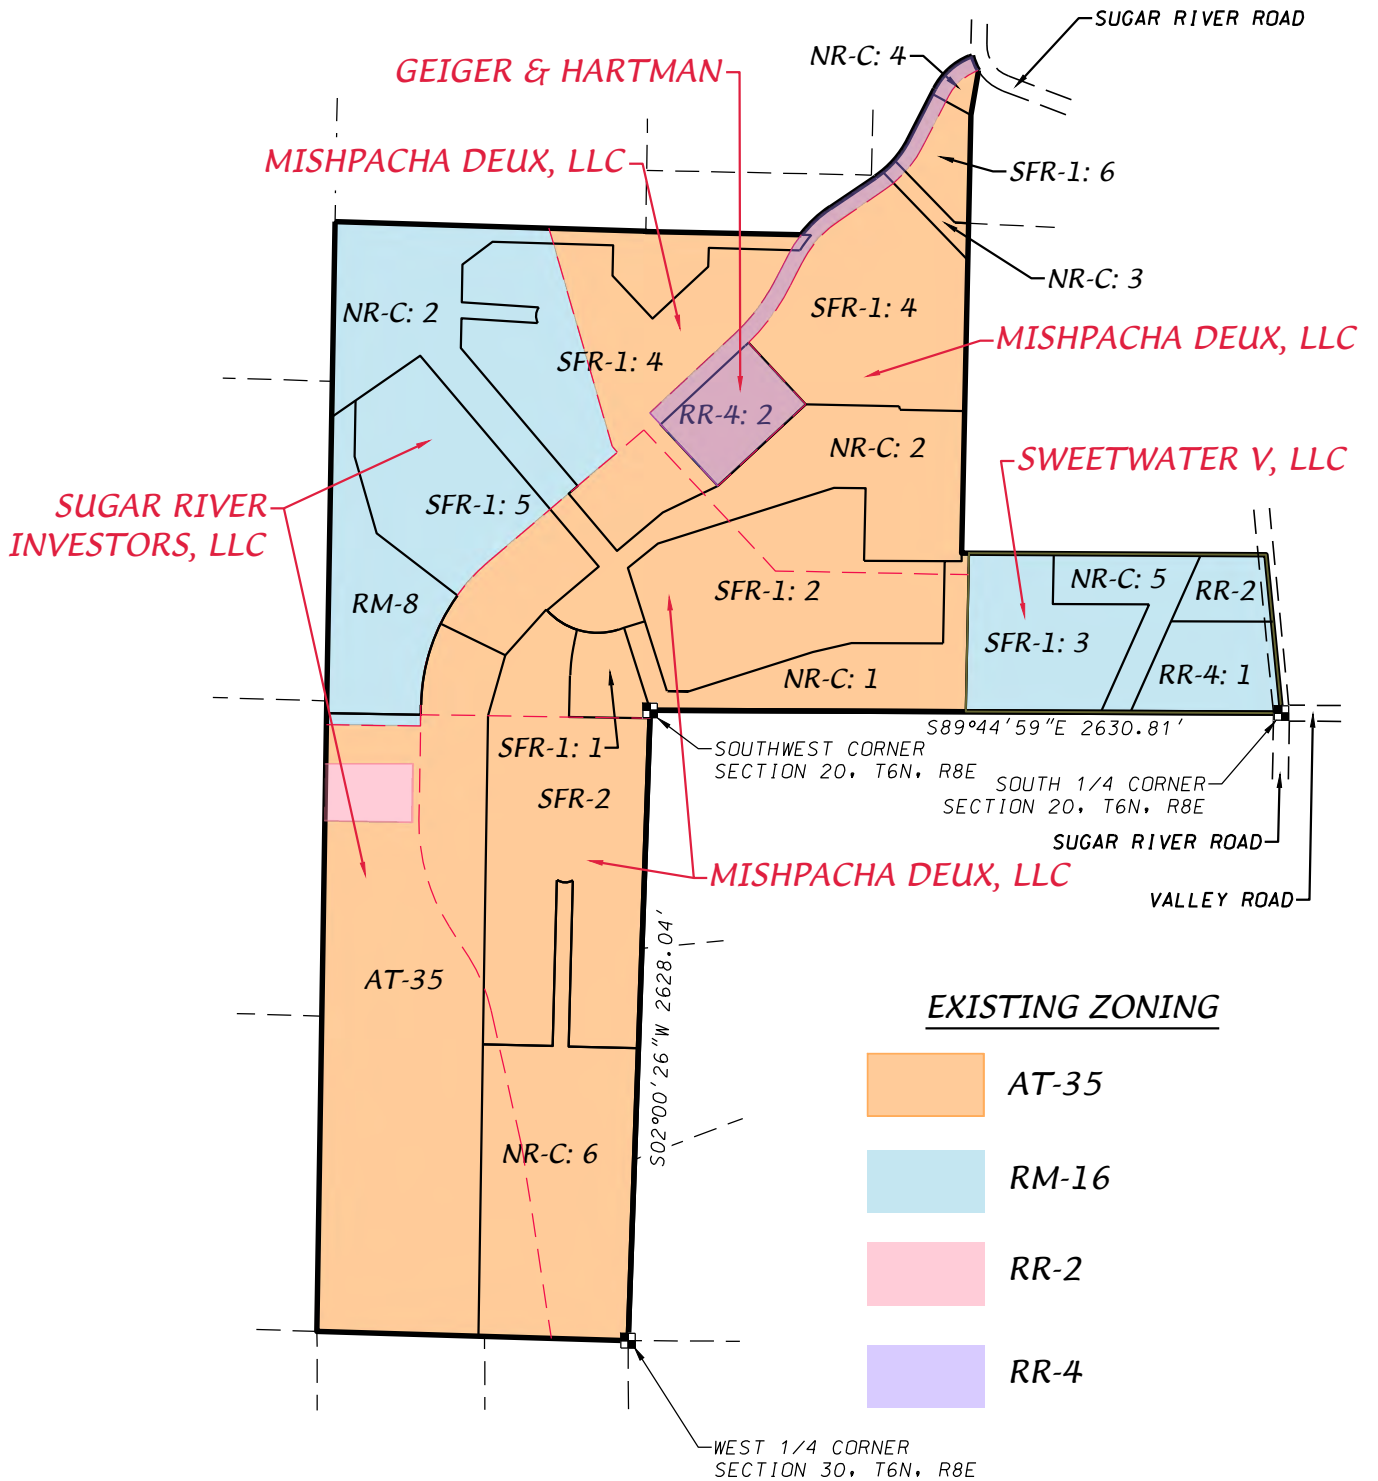 SUGAR RIVER ROAD
NR-C: 4
GEIGER & HARTMAN
MISHPACHA DEUX, LLC
SFR-1: 6
NR-C: 3
NR-C: 2
SFR-1: 4
MISHPACHA DEUX, LLC
SFR-1: 4
RR-4: 2
NR-C: 2
SWEETWATER V, LLC
SUGAR RIVER
INVESTORS, LLC
SFR-1: 5
RM-8
SFR-1: 2
NR-C: 5
RR-2
SFR-1: 3
RR-4: 1
NR-C: 1
S89°44'59"E 2630.81'
SFR-1: 1
SOUTHWEST CORNER
SECTION 20, T6N, R8E
SOUTH 1/4 CORNER
SECTION 20, T6N, R8E
SFR-2
SUGAR RIVER ROAD
MISHPACHA DEUX, LLC
VALLEY ROAD
S02°00'26"W 2628.04'
AT-35
NR-C: 6
EXISTING ZONING
AT-35
RM-16
RR-2
RR-4
WEST 1/4 CORNER
SECTION 30, T6N, R8E